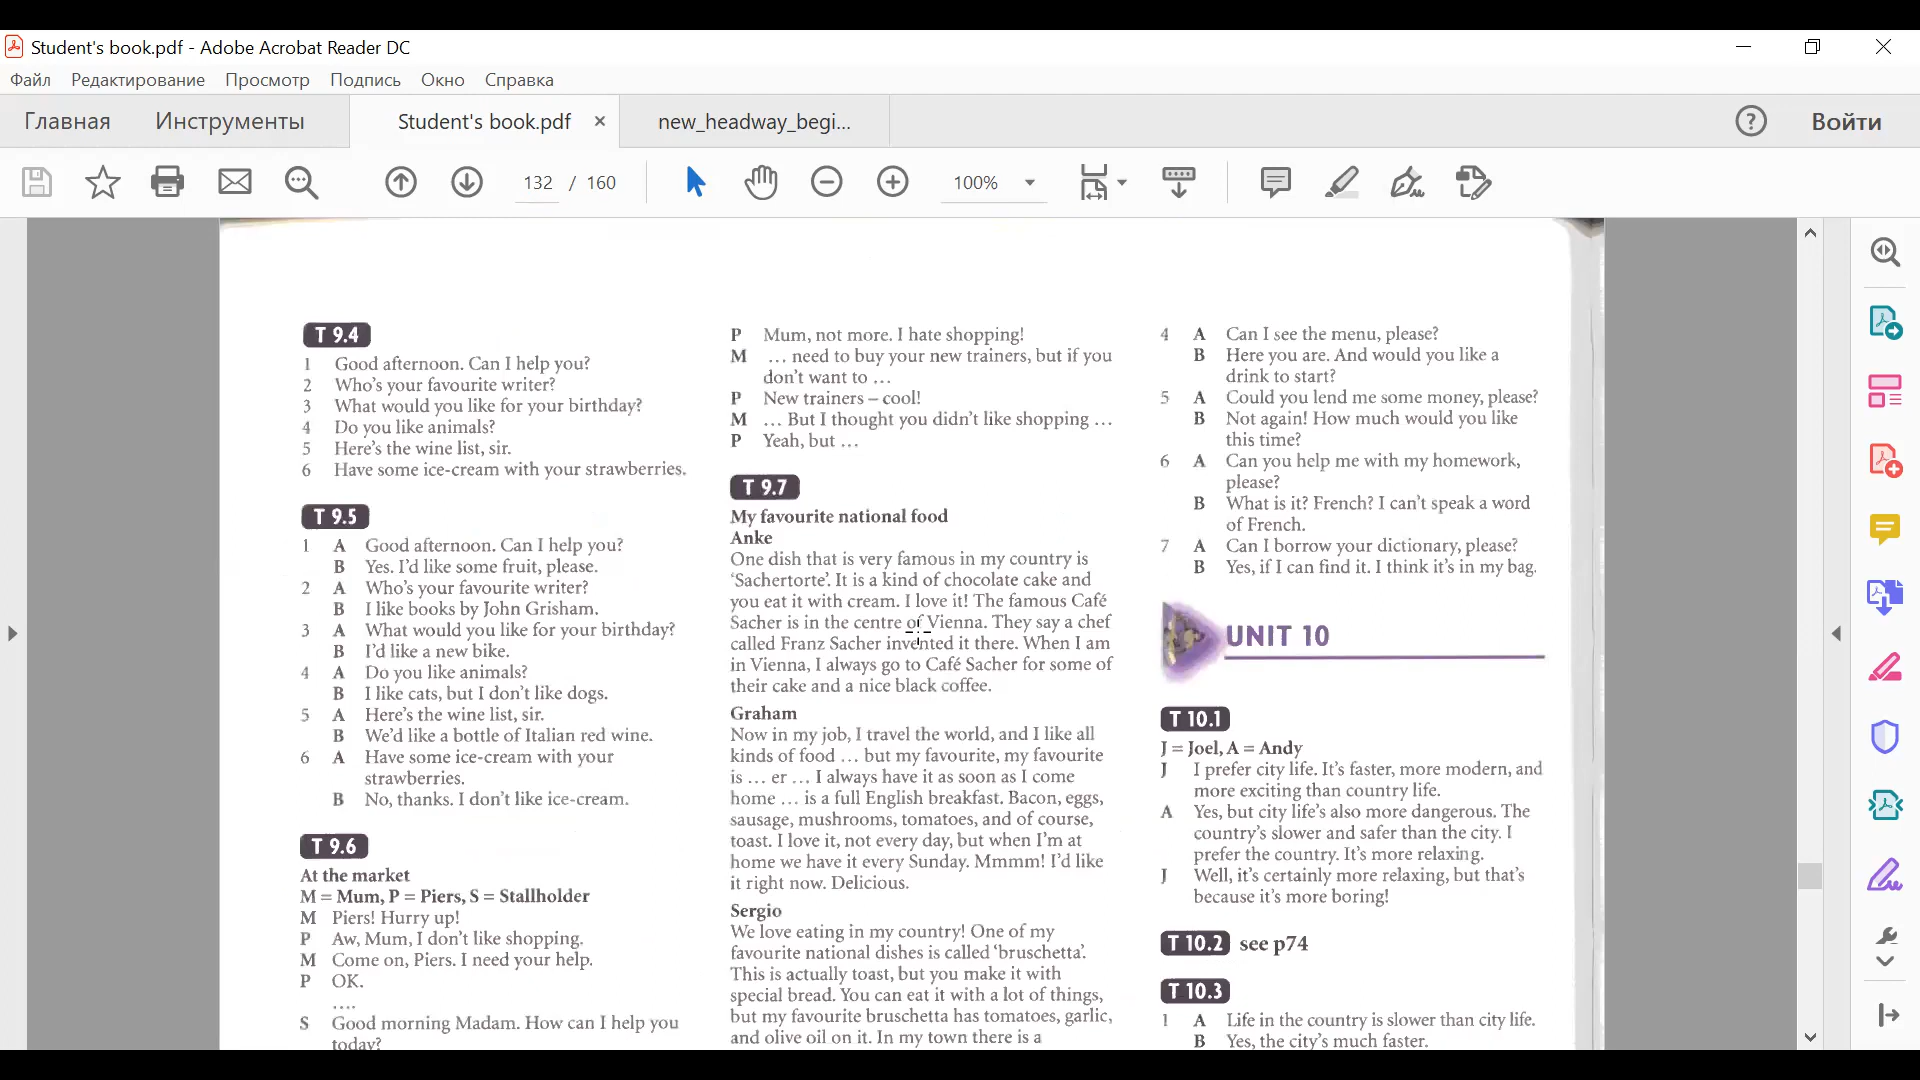 Student's book.pdf - Adobe Acrobat Reader DC
Файл Редактирование Просмотр Подпись Окно Справка
Главная Инструменты Student's book.pdf × new_headway_begi... ? Войти
132 / 160 100%
T 9.4
1 Good afternoon. Can I help you?
2 Who's your favourite writer?
3 What would you like for your birthday?
4 Do you like animals?
5 Here's the wine list, sir.
6 Have some ice-cream with your strawberries.
T 9.5
1 A Good afternoon. Can I help you?
B Yes. I'd like some fruit, please.
2 A Who's your favourite writer?
B I like books by John Grisham.
3 A What would you like for your birthday?
B I'd like a new bike.
4 A Do you like animals?
B I like cats, but I don't like dogs.
5 A Here's the wine list, sir.
B We'd like a bottle of Italian red wine.
6 A Have some ice-cream with your
strawberries.
B No, thanks. I don't like ice-cream.
T 9.6
At the market
M = Mum, P = Piers, S = Stallholder
M Piers! Hurry up!
P Aw, Mum, I don't like shopping.
M Come on, Piers. I need your help.
P OK.
....
S Good morning Madam. How can I help you
today?
P Mum, not more. I hate shopping!
M … need to buy your new trainers, but if you
don't want to …
P New trainers – cool!
M … But I thought you didn't like shopping …
P Yeah, but …
T 9.7
My favourite national food
Anke
One dish that is very famous in my country is
'Sachertorte'. It is a kind of chocolate cake and
you eat it with cream. I love it! The famous Café
Sacher is in the centre of Vienna. They say a chef
called Franz Sacher invented it there. When I am
in Vienna, I always go to Café Sacher for some of
their cake and a nice black coffee.
Graham
Now in my job, I travel the world, and I like all
kinds of food … but my favourite, my favourite
is … er … I always have it as soon as I come
home … is a full English breakfast. Bacon, eggs,
sausage, mushrooms, tomatoes, and of course,
toast. I love it, not every day, but when I'm at
home we have it every Sunday. Mmmm! I'd like
it right now. Delicious.
Sergio
We love eating in my country! One of my
favourite national dishes is called 'bruschetta'.
This is actually toast, but you make it with
special bread. You can eat it with a lot of things,
but my favourite bruschetta has tomatoes, garlic,
and olive oil on it. In my town there is a
4 A Can I see the menu, please?
B Here you are. And would you like a
drink to start?
5 A Could you lend me some money, please?
B Not again! How much would you like
this time?
6 A Can you help me with my homework,
please?
B What is it? French? I can't speak a word
of French.
7 A Can I borrow your dictionary, please?
B Yes, if I can find it. I think it's in my bag.
UNIT 10
T 10.1
J = Joel, A = Andy
J I prefer city life. It's faster, more modern, and
more exciting than country life.
A Yes, but city life's also more dangerous. The
country's slower and safer than the city. I
prefer the country. It's more relaxing.
J Well, it's certainly more relaxing, but that's
because it's more boring!
T 10.2 see p74
T 10.3
1 A Life in the country is slower than city life.
B Yes, the city's much faster.